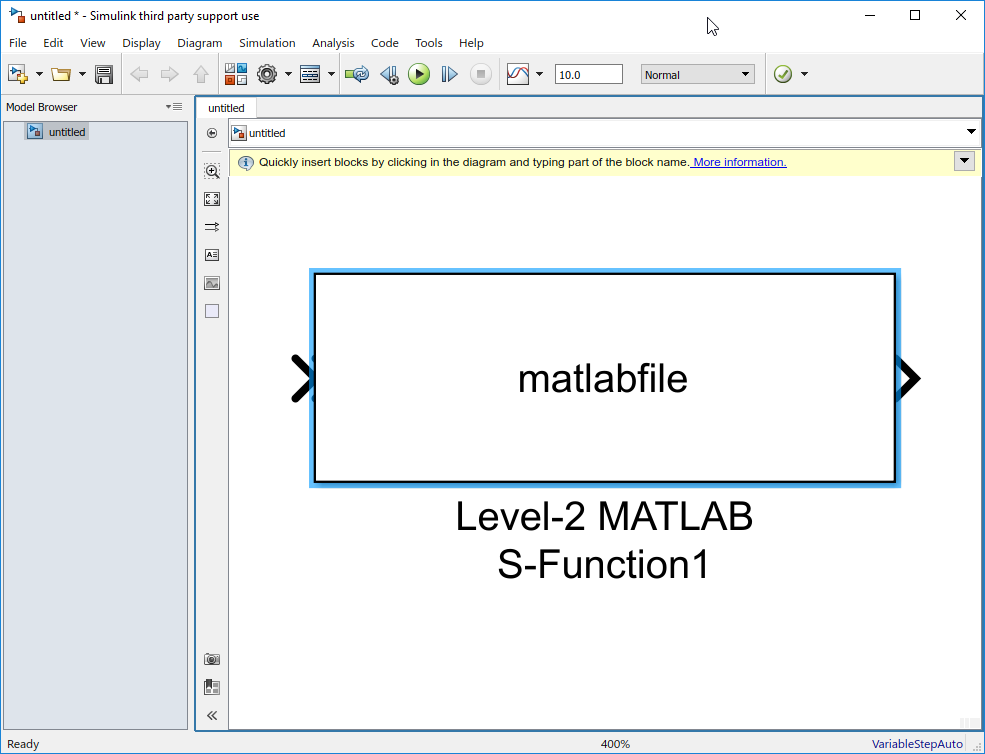 untitled * - Simulink third party support use
File Edit View Display Diagram Simulation Analysis Code Tools Help
10.0 Normal
Model Browser
untitled
untitled
untitled
Quickly insert blocks by clicking in the diagram and typing part of the block name. More information.
matlabfile
Level-2 MATLAB
S-Function1
Ready 400% VariableStepAuto